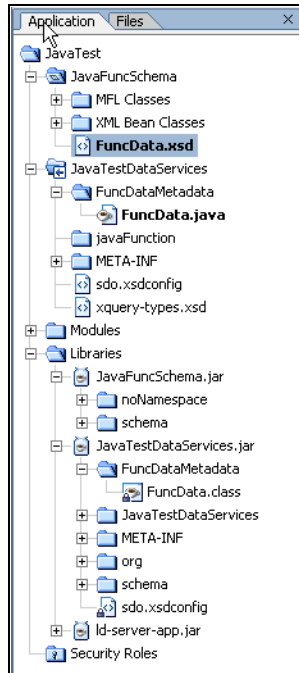 Application Files
JavaTest
JavaFuncSchema
MFL Classes
XML Bean Classes
FuncData.xsd
JavaTestDataServices
FuncDataMetadata
FuncData.java
javaFunction
META-INF
sdo.xsdconfig
xquery-types.xsd
Modules
Libraries
JavaFuncSchema.jar
noNamespace
schema
JavaTestDataServices.jar
FuncDataMetadata
FuncData.class
JavaTestDataServices
META-INF
org
schema
sdo.xsdconfig
ld-server-app.jar
Security Roles